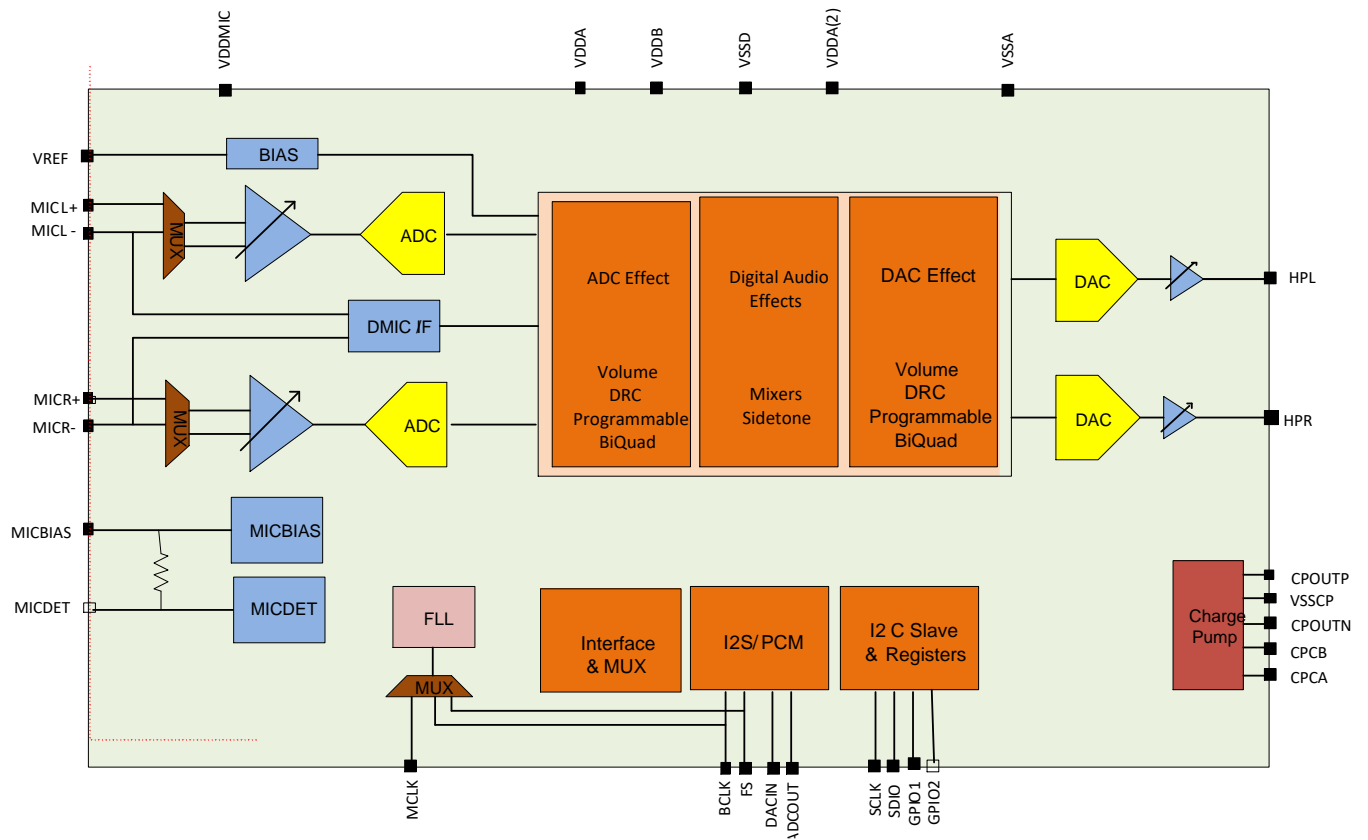 VDDMIC
VDDA
VDDB
VSSD
VDDA(2)
VSSA
VREF
BIAS
MICL+
MICL -
MUX
ADC
ADC Effect
Volume
DRC
Programmable
BiQuad
Digital Audio
Effects
Mixers
Sidetone
DAC Effect
Volume
DRC
Programmable
BiQuad
DAC
HPL
DMIC IF
MICR+
MICR-
MUX
ADC
DAC
HPR
MICBIAS
MICBIAS
MICDET
MICDET
FLL
MUX
Interface
& MUX
I2S/ PCM
I2 C Slave
& Registers
Charge
Pump
CPOUTP
VSSCP
CPOUTN
CPCB
CPCA
MCLK
BCLK
FS
DACIN
ADCOUT
SCLK
SDIO
GPIO1
GPIO2